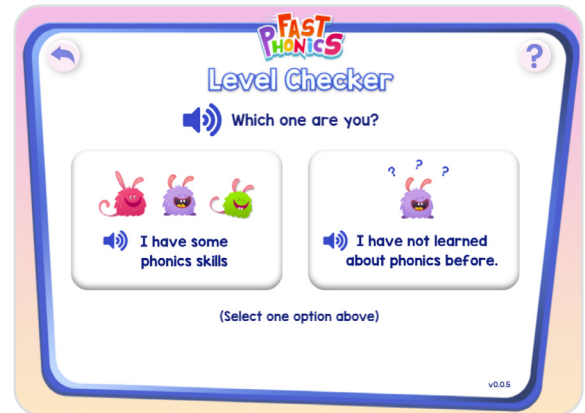 FAST
PHONICS
?
Level Checker
Which one are you?
? ? ?
I have some
phonics skills
I have not learned
about phonics before.
(Select one option above)
v0.0.5